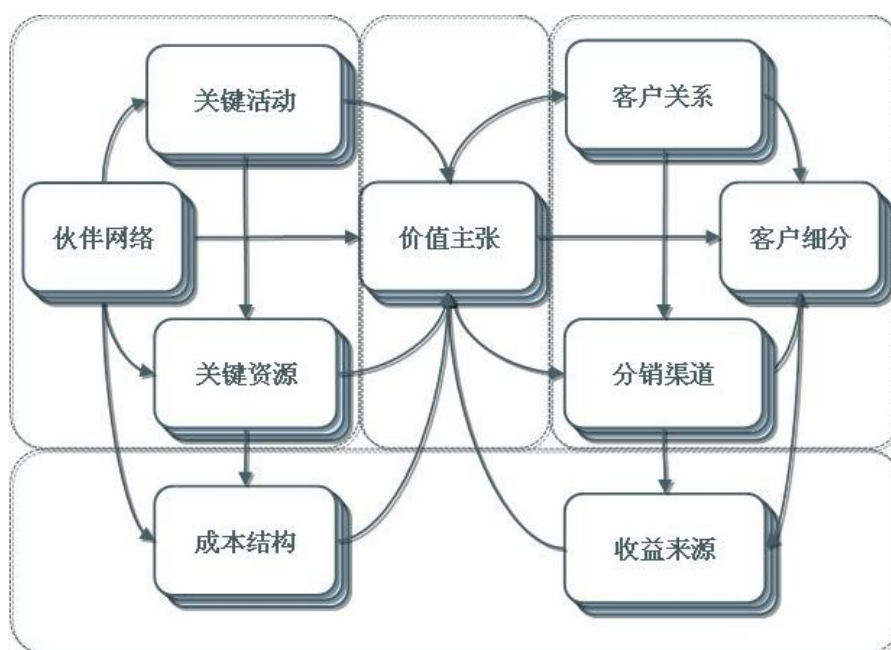 关键活动
客户关系
伙伴网络
价值主张
客户细分
关键资源
分销渠道
成本结构
收益来源